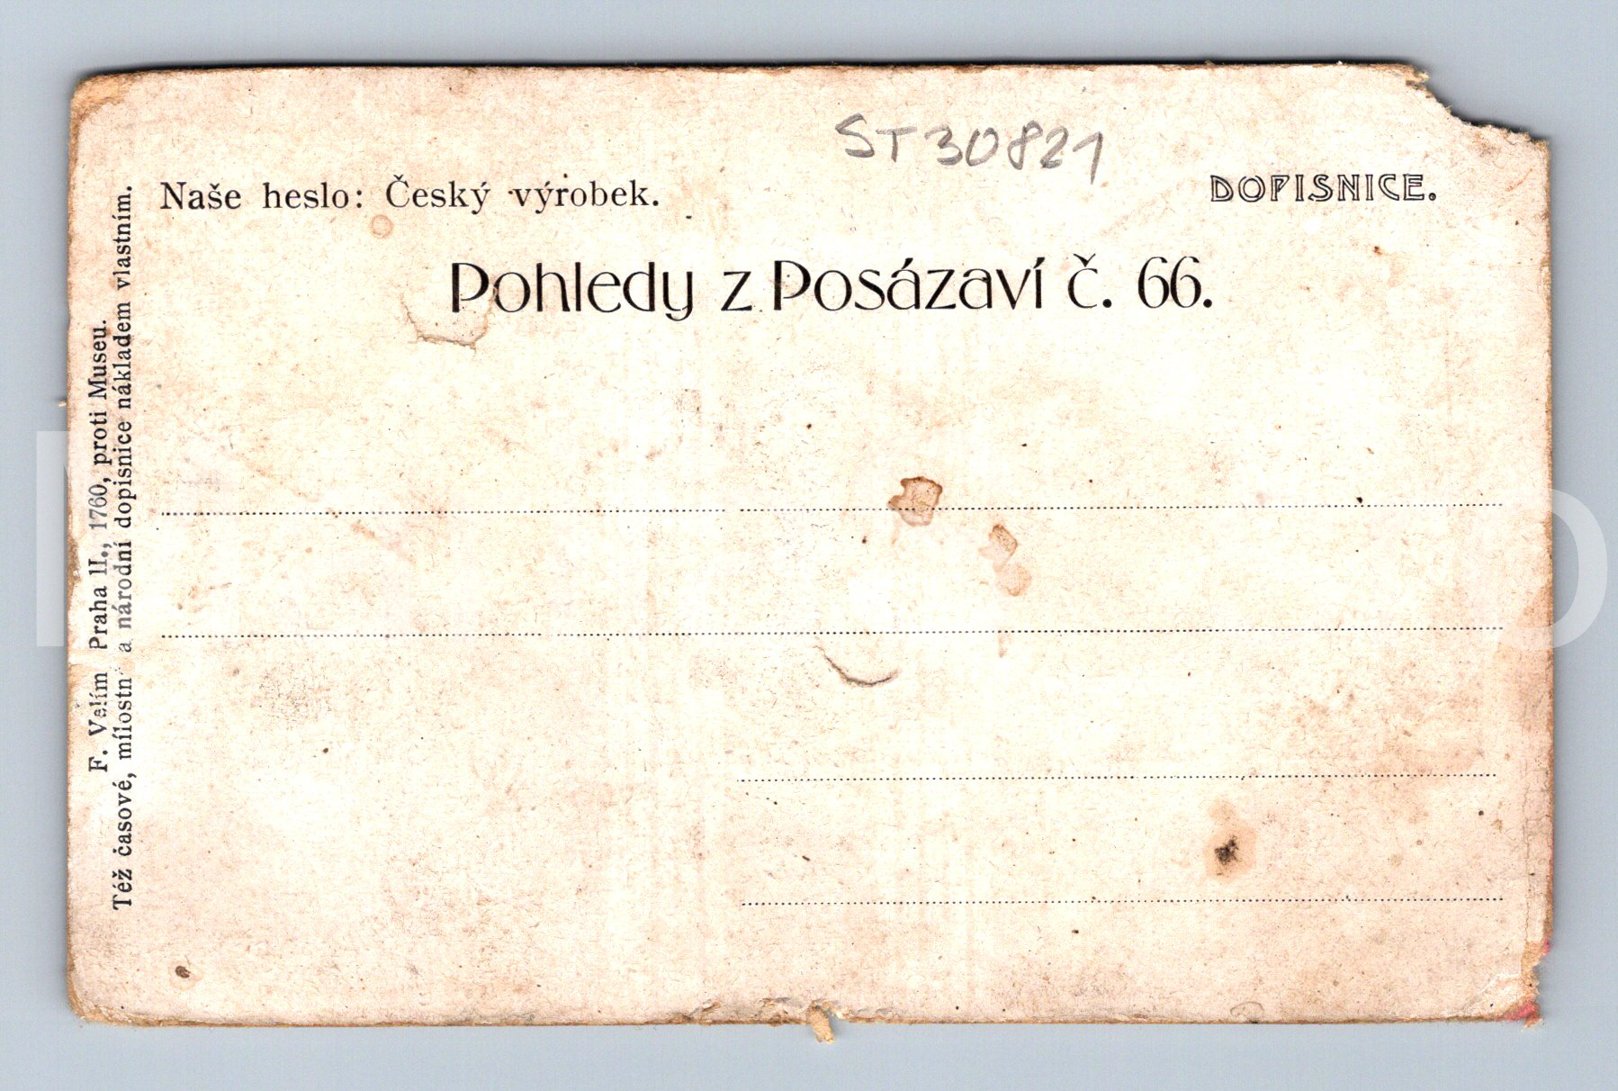 ST30821
Naše heslo: Český výrobek.
DOPISNICE.
Pohledy z Posázaví č. 66.
F. Valím Praha II., 1760, proti Museu.
Též časové, mílostn a národní dopisnice nákladem vlastním.